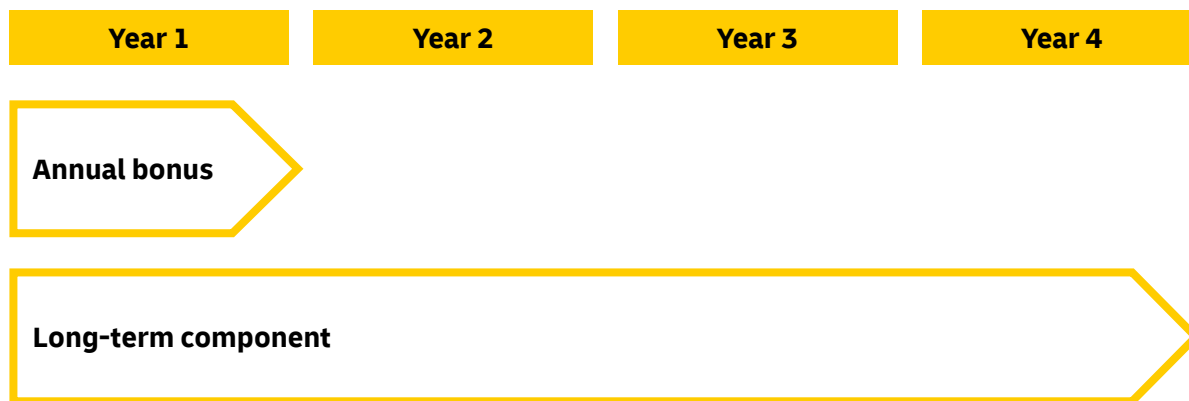 Year 1
Year 2
Year 3
Year 4
Annual bonus
Long-term component